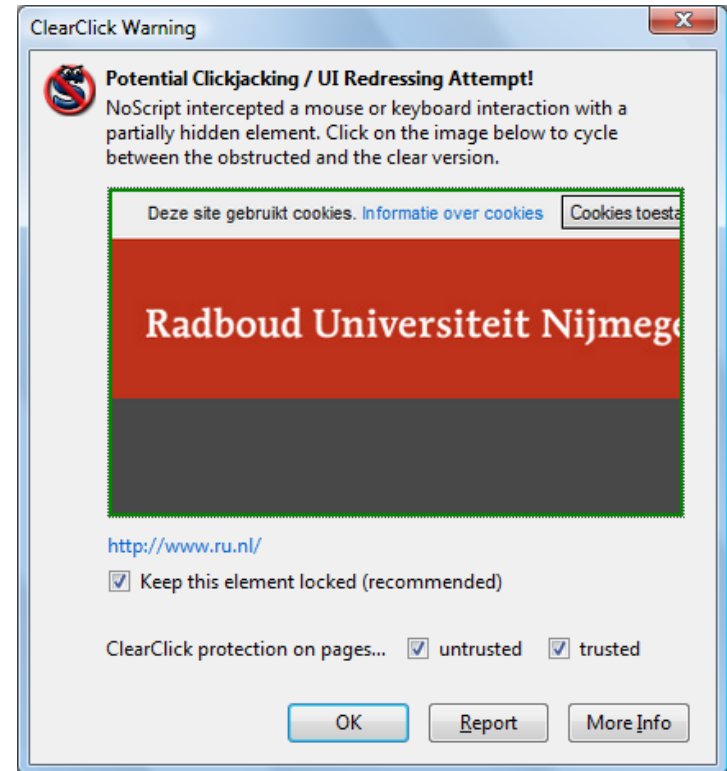 ClearClick Warning
Potential Clickjacking / UI Redressing Attempt!
NoScript intercepted a mouse or keyboard interaction with a
partially hidden element. Click on the image below to cycle
between the obstructed and the clear version.
Deze site gebruikt cookies. Informatie over cookies Cookies toesta
Radboud Universiteit Nijmeg
http://www.ru.nl/
Keep this element locked (recommended)
ClearClick protection on pages... untrusted trusted
OK Report More Info